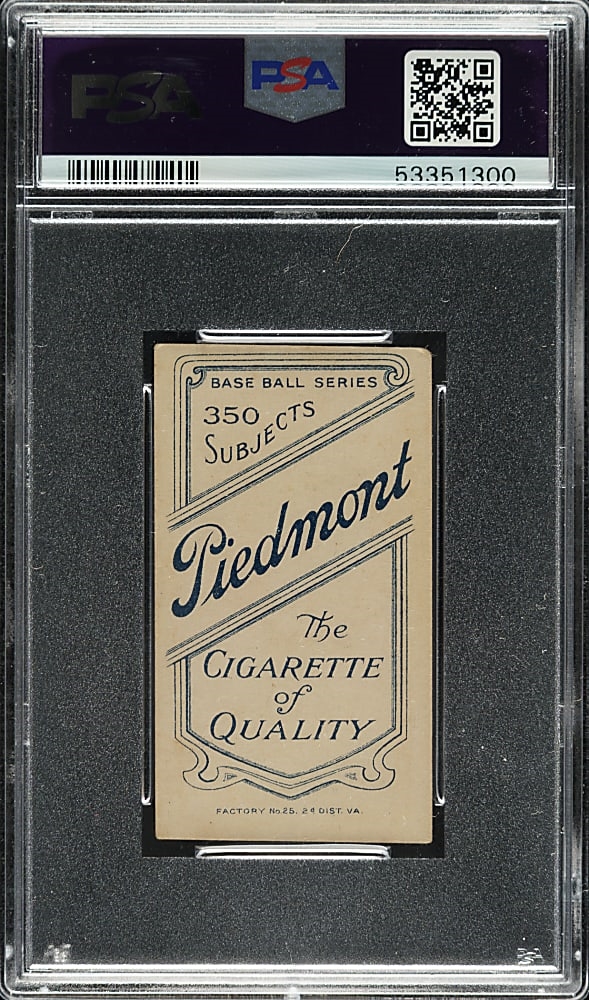 PSA
PSA
53351300
BASE BALL SERIES
350
SUBJECTS
Piedmont
The
CIGARETTE
of
QUALITY
FACTORY No. 25, 2d DIST. VA.